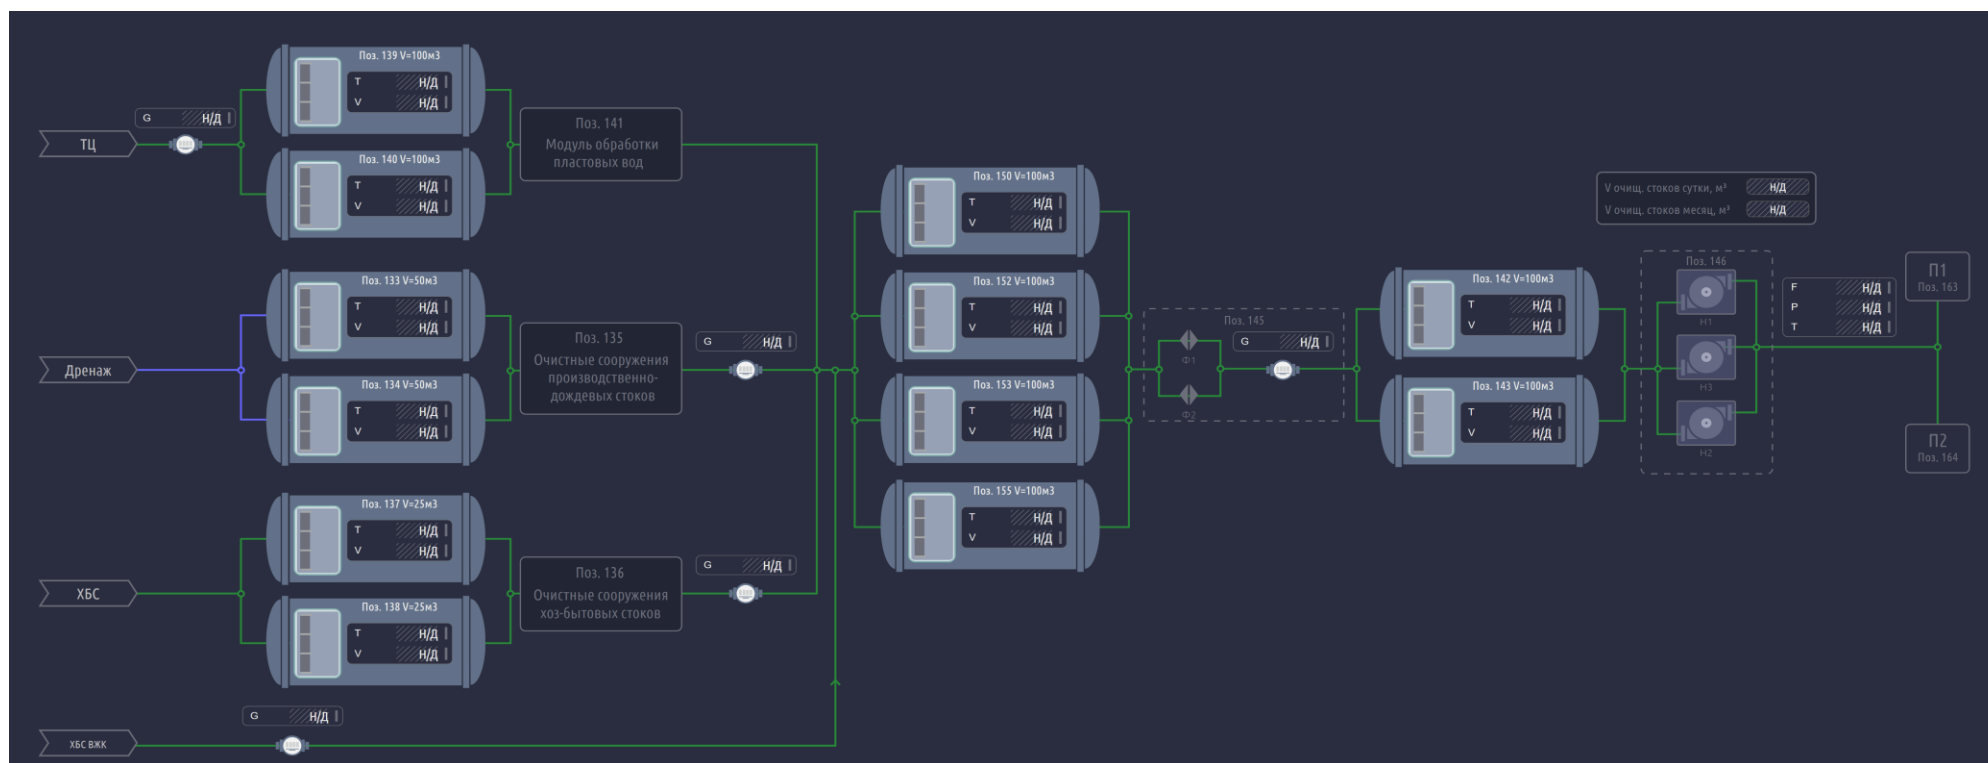 ТЦ
G Н/Д
Поз. 139 V=100м3
T Н/Д
V Н/Д
Поз. 140 V=100м3
T Н/Д
V Н/Д
Поз. 141
Модуль обработки
пластовых вод
Дренаж
Поз. 133 V=50м3
T Н/Д
V Н/Д
Поз. 134 V=50м3
T Н/Д
V Н/Д
Поз. 135
Очистные сооружения
производственно-
дождевых стоков
G Н/Д
ХБС
Поз. 137 V=25м3
T Н/Д
V Н/Д
Поз. 138 V=25м3
T Н/Д
V Н/Д
Поз. 136
Очистные сооружения
хоз-бытовых стоков
G Н/Д
ХБС ВЖК
G Н/Д
Поз. 150 V=100м3
T Н/Д
V Н/Д
Поз. 152 V=100м3
T Н/Д
V Н/Д
Поз. 153 V=100м3
T Н/Д
V Н/Д
Поз. 155 V=100м3
T Н/Д
V Н/Д
Поз. 145
Ф1
Ф2
G Н/Д
Поз. 142 V=100м3
T Н/Д
V Н/Д
Поз. 143 V=100м3
T Н/Д
V Н/Д
V очищ. стоков сутки, м³ Н/Д
V очищ. стоков месяц, м³ Н/Д
Поз. 146
Н1
Н3
Н2
F Н/Д
P Н/Д
T Н/Д
П1
Поз. 163
П2
Поз. 164